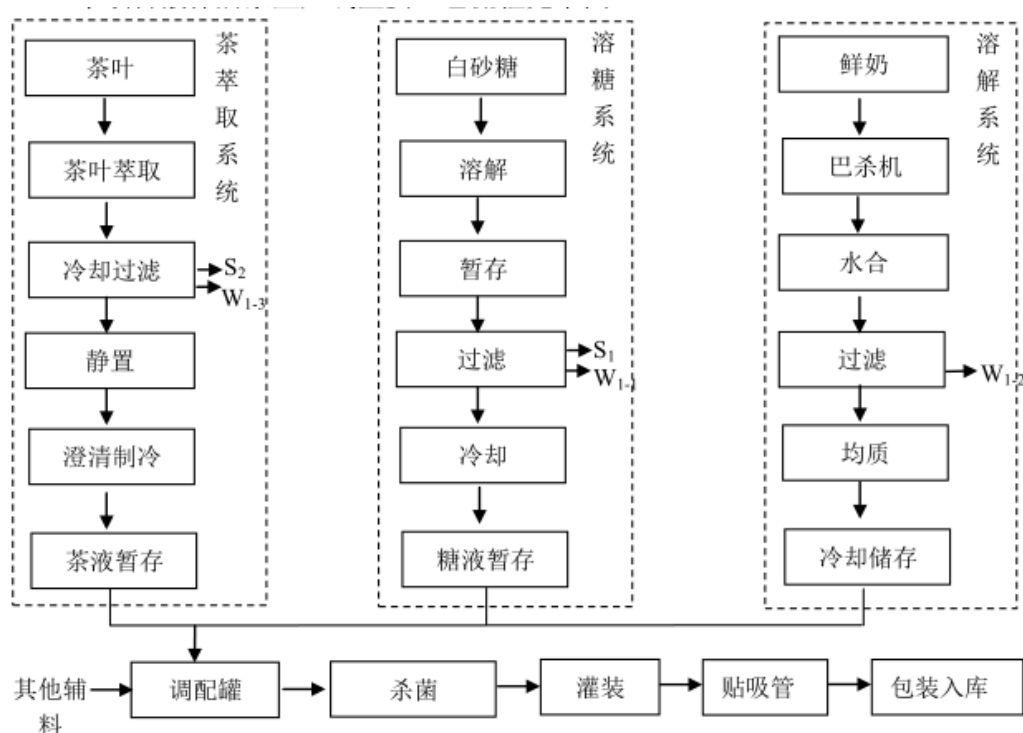 茶叶
茶叶萃取
冷却过滤
S₂
W₁₋₃
静置
澄清制冷
茶液暂存
茶萃取系统
白砂糖
溶解
暂存
过滤
S₁
W₁₋₁
冷却
糖液暂存
溶糖系统
鲜奶
巴杀机
水合
过滤
W₁₋₂
均质
冷却储存
溶解系统
其他辅
料
调配罐
杀菌
灌装
贴吸管
包装入库